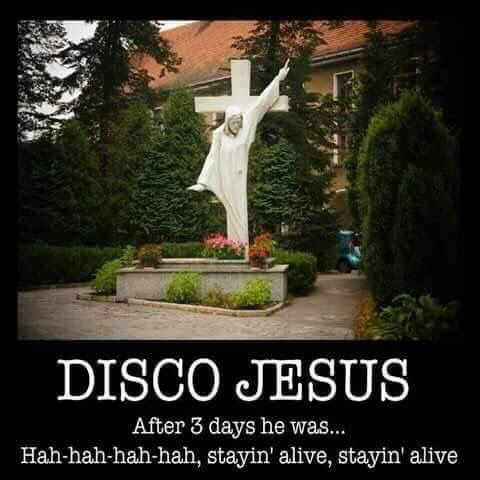 DISCO JESUS
After 3 days he was...
Hah-hah-hah-hah, stayin' alive, stayin' alive